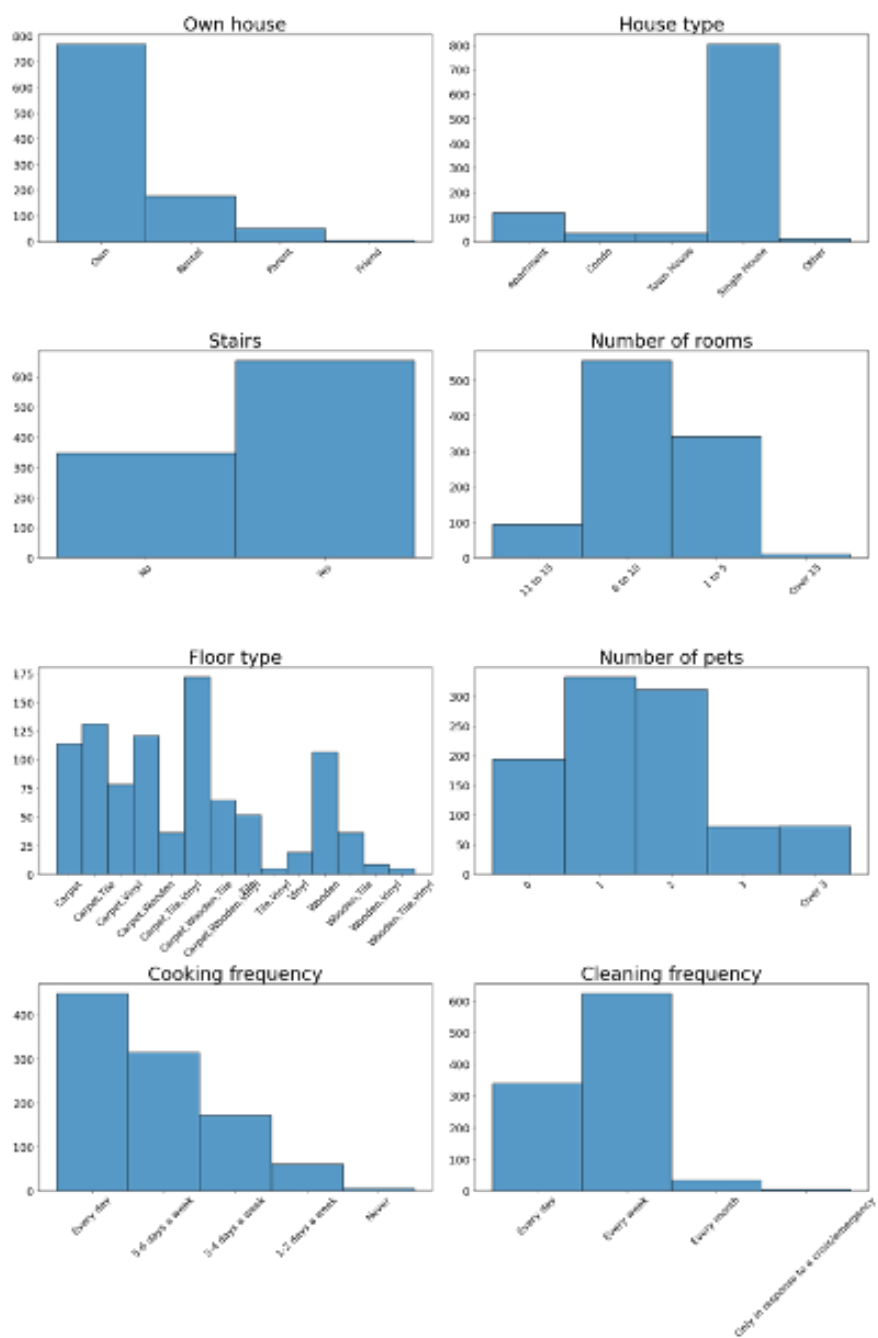 Own house
800
700
600
500
400
300
200
100
0
Own
Rental
Parent
Friend
House type
800
700
600
500
400
300
200
100
0
Apartment
Condo
Town House
Single House
Other
Stairs
600
500
400
300
200
100
0
No
Number of rooms
500
400
300
200
100
0
11 to 15
6 to 10
1 to 5
Over 15
Floor type
175
150
125
100
75
50
25
0
Carpet
Carpet,Tile
Carpet,Vinyl
Carpet,Wooden
Carpet,Tile,Vinyl
Carpet,Wooden,Tile
Carpet,Wooden,Vinyl
Tile
Tile,Vinyl
Vinyl
Wooden
Wooden,Tile
Wooden,Vinyl
Wooden,Tile,Vinyl
Number of pets
300
250
200
150
100
50
0
0
1
2
3
Over 3
Cooking frequency
400
300
200
100
0
Every day
5-6 days a week
3-4 days a week
1-2 days a week
Never
Cleaning frequency
600
500
400
300
200
100
0
Every day
Every week
Every month
Only in response to a crisis/emergency